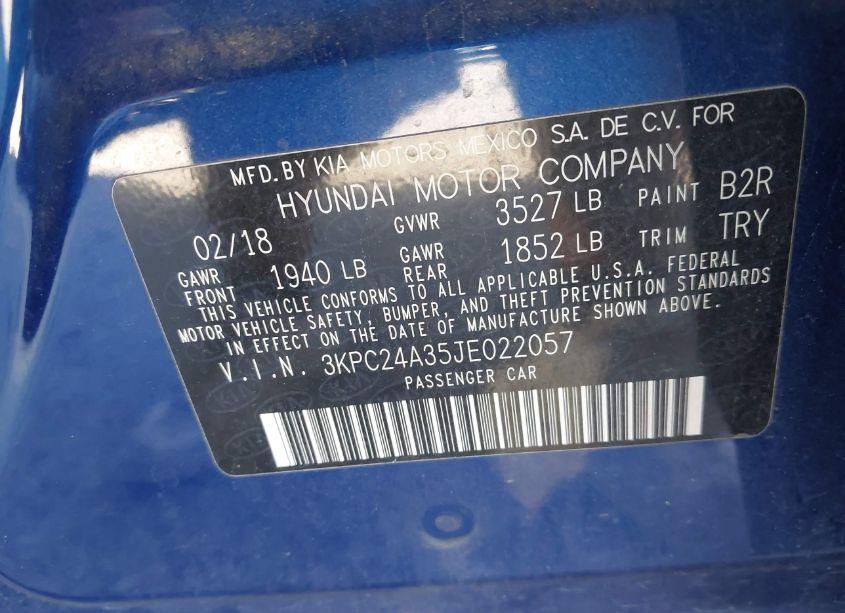 MFD. BY KIA MOTORS MEXICO S.A. DE C.V. FOR
HYUNDAI MOTOR COMPANY
02/18 GVWR 3527 LB PAINT B2R
GAWR FRONT 1940 LB GAWR REAR 1852 LB TRIM TRY
THIS VEHICLE CONFORMS TO ALL APPLICABLE U.S.A. FEDERAL
MOTOR VEHICLE SAFETY, BUMPER, AND THEFT PREVENTION STANDARDS
IN EFFECT ON THE DATE OF MANUFACTURE SHOWN ABOVE.
V.I.N. 3KPC24A35JE022057
PASSENGER CAR